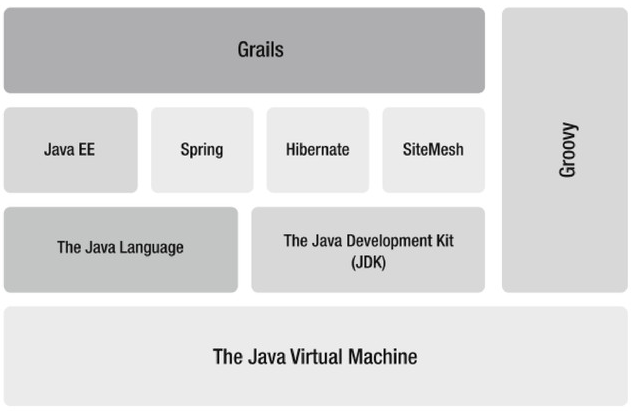 Grails
Groovy
Java EE
Spring
Hibernate
SiteMesh
The Java Language
The Java Development Kit
(JDK)
The Java Virtual Machine